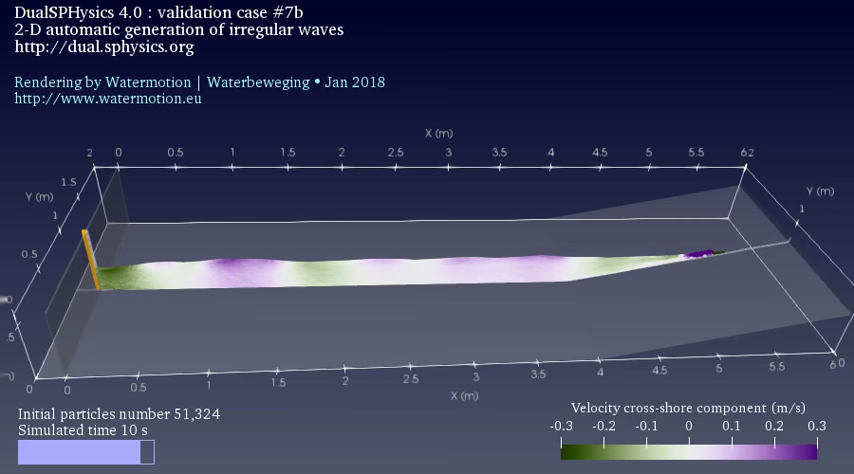 DualSPHysics 4.0 : validation case #7b
2-D automatic generation of irregular waves
http://dual.sphysics.org
Rendering by Watermotion | Waterbeweging • Jan 2018
http://www.watermotion.eu
X (m)
2 0 0.5 1 1.5 2 2.5 3 3.5 4 4.5 5 5.5 62
1.5
Y (m)
1
0.5
0
.5
Y (m)
1
0 0 0.5 1 1.5 2 2.5 3 3.5 4 4.5 5 5.5 60
X (m)
Initial particles number 51,324
Simulated time 10 s
Velocity cross-shore component (m/s)
-0.3 -0.2 -0.1 0 0.1 0.2 0.3